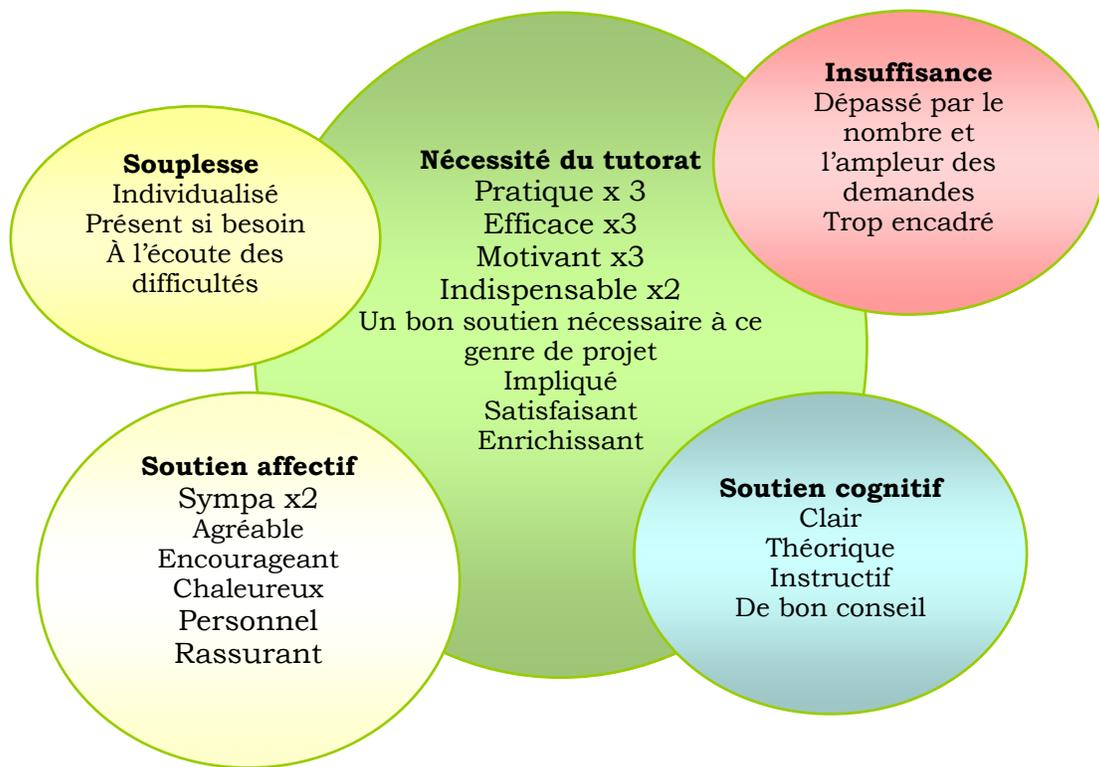 Souplesse
Individualisé
Présent si besoin
À l’écoute des
difficultés
Nécessité du tutorat
Pratique x 3
Efficace x3
Motivant x3
Indispensable x2
Un bon soutien nécessaire à ce
genre de projet
Impliqué
Satisfaisant
Enrichissant
Insuffisance
Dépassé par le
nombre et
l’ampleur des
demandes
Trop encadré
Soutien affectif
Sympa x2
Agréable
Encourageant
Chaleureux
Personnel
Rassurant
Soutien cognitif
Clair
Théorique
Instructif
De bon conseil